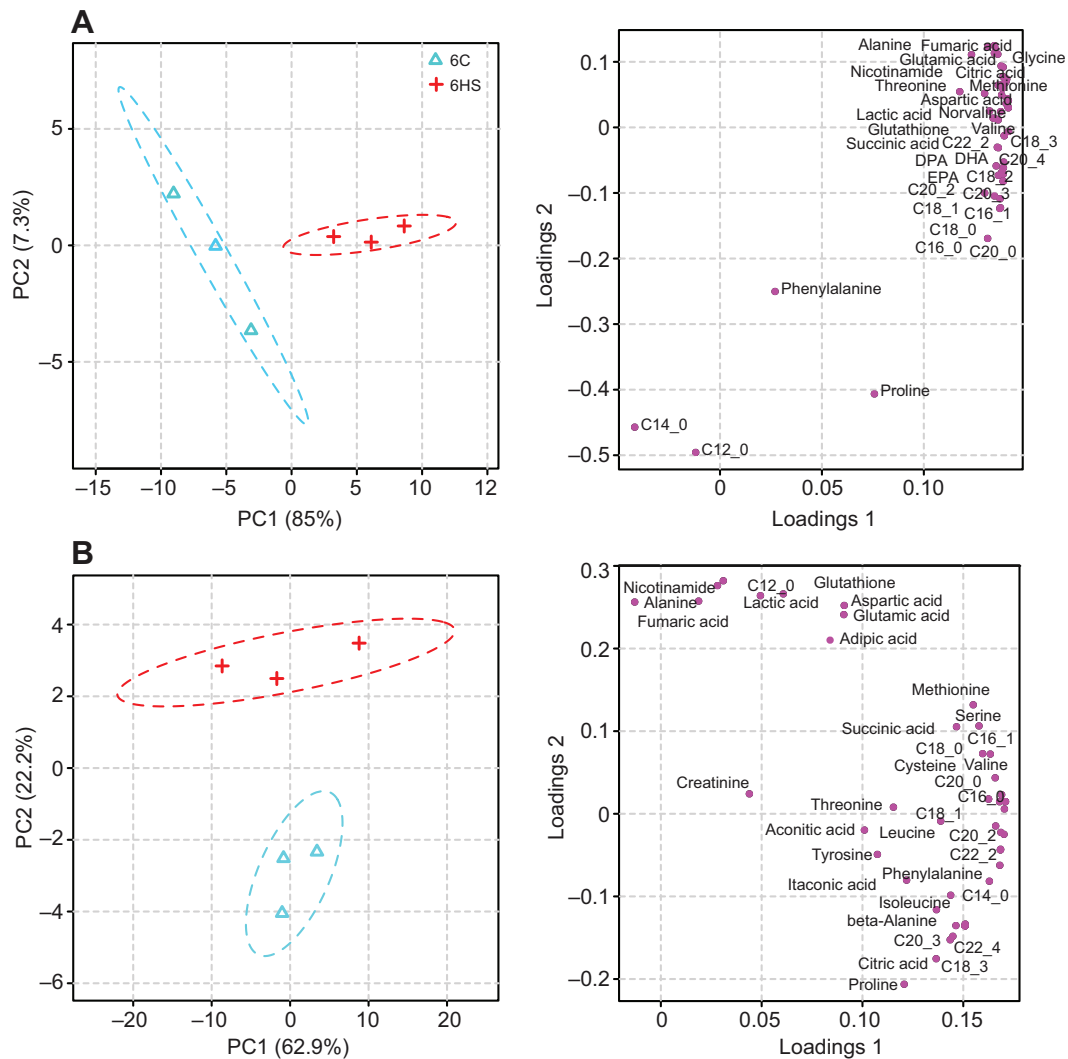 A
6C
6HS
5
0
–5
–15
–10
–5
0
5
10
12
PC1 (85%)
PC2 (7.3%)
0.1
0
–0.1
–0.2
–0.3
–0.4
–0.5
Loadings 2
Alanine
Fumaric acid
Glutamic acid
Glycine
Nicotinamide
Citric acid
Threonine
Methionine
Aspartic acid
Lactic acid
Norvaline
Glutathione
Valine
Succinic acid
C22_2
C18_3
DPA
DHA
C20_4
EPA
C18_2
C20_2
C20_3
C18_1
C16_1
C18_0
C16_0
C20_0
Phenylalanine
Proline
C14_0
C12_0
0
0.05
0.10
Loadings 1
B
4
2
0
–2
–4
–6
–20
–10
0
10
20
PC1 (62.9%)
PC2 (22.2%)
0.3
0.2
0.1
0
–0.1
–0.2
Loadings 2
Nicotinamide
Alanine
Fumaric acid
C12_0
Lactic acid
Glutathione
Aspartic acid
Glutamic acid
Adipic acid
Methionine
Serine
Succinic acid
C16_1
C18_0
Cysteine
Valine
C20_0
Creatinine
C16_0
Threonine
C18_1
Aconitic acid
Leucine
C20_2
Tyrosine
C22_2
Phenylalanine
Itaconic acid
C14_0
Isoleucine
beta-Alanine
C20_3
C22_4
Citric acid
C18_3
Proline
0
0.05
0.10
0.15
Loadings 1